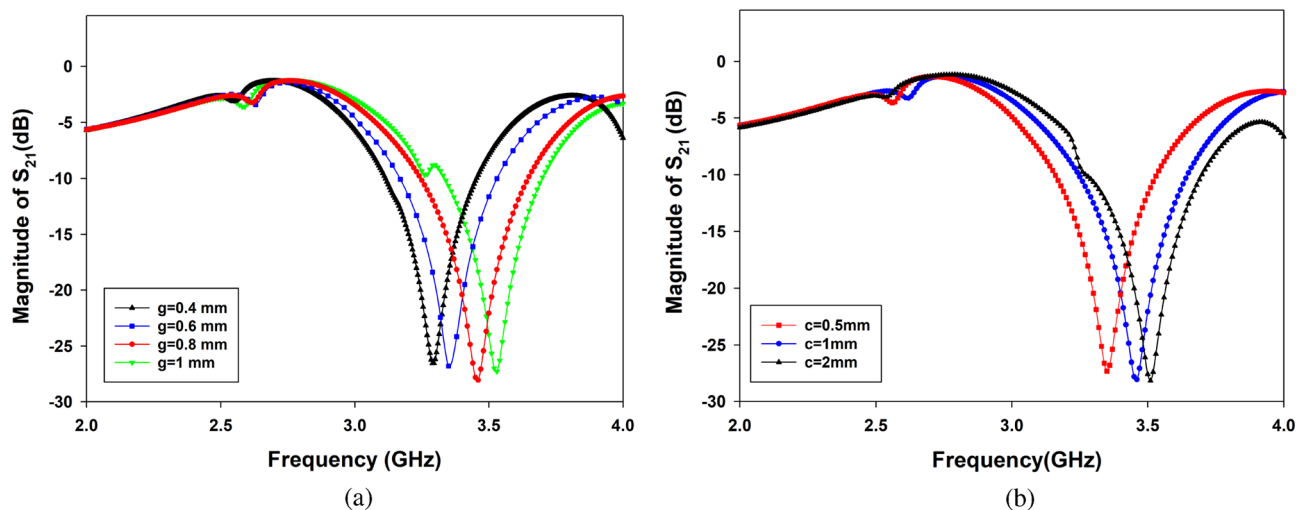 0
-5
-10
-15
-20
-25
-30
Magnitude of S21(dB)
g=0.4 mm
g=0.6 mm
g=0.8 mm
g=1 mm
2.0 2.5 3.0 3.5 4.0
Frequency (GHz)
(a)
0
-5
-10
-15
-20
-25
-30
Magnitude of S21 (dB)
c=0.5mm
c=1mm
c=2mm
2.0 2.5 3.0 3.5 4.0
Frequency(GHz)
(b)